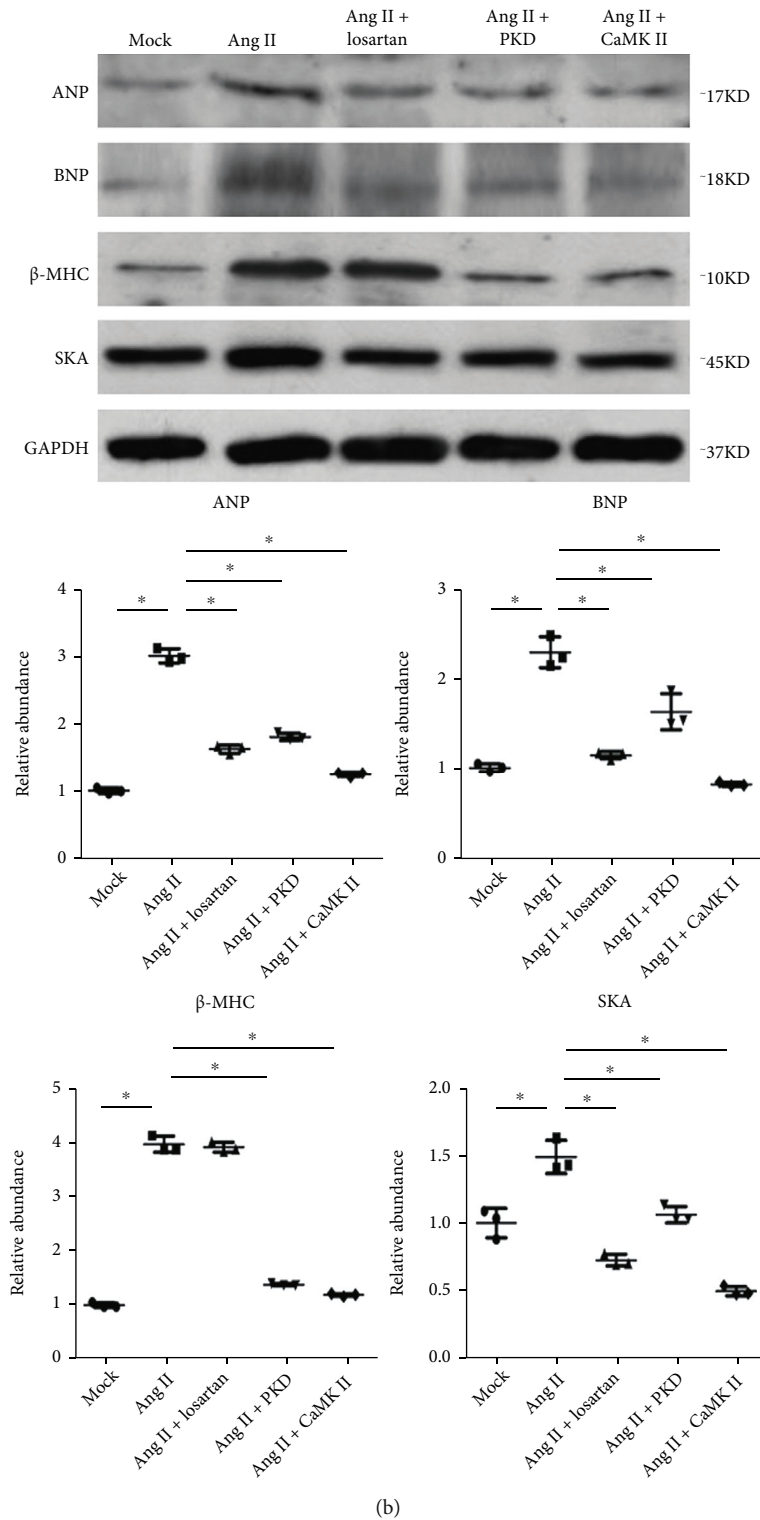 Mock Ang II Ang II + losartan Ang II + PKD Ang II + CaMK II
ANP -17KD
BNP -18KD
β-MHC -10KD
SKA -45KD
GAPDH -37KD
ANP
* * * *
Relative abundance
4
3
2
1
0
Mock
Ang II
Ang II + losartan
Ang II + PKD
Ang II + CaMK II
BNP
* * * *
Relative abundance
3
2
1
0
Mock
Ang II
Ang II + losartan
Ang II + PKD
Ang II + CaMK II
β-MHC
* * *
Relative abundance
5
4
3
2
1
0
Mock
Ang II
Ang II + losartan
Ang II + PKD
Ang II + CaMK II
SKA
* * * *
Relative abundance
2.0
1.5
1.0
0.5
0.0
Mock
Ang II
Ang II + losartan
Ang II + PKD
Ang II + CaMK II
(b)